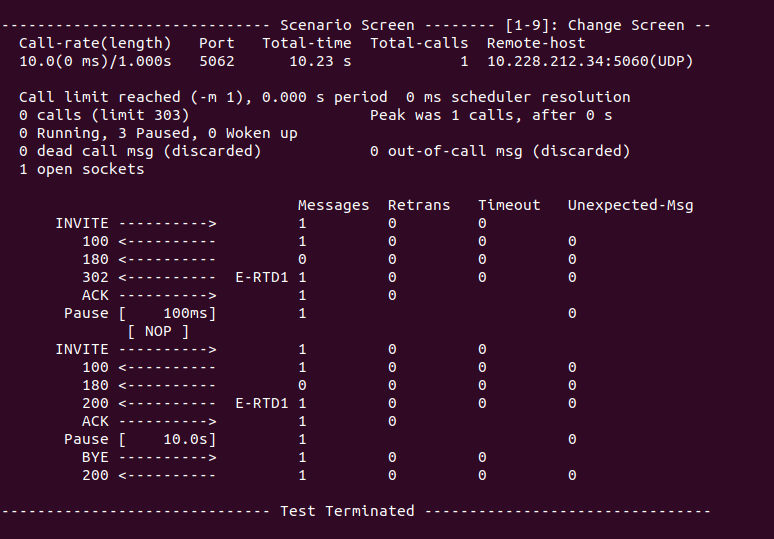 ------------------------------ Scenario Screen -------- [1-9]: Change Screen --
  Call-rate(length)   Port   Total-time  Total-calls  Remote-host
  10.0(0 ms)/1.000s   5062      10.23 s            1  10.228.212.34:5060(UDP)

  Call limit reached (-m 1), 0.000 s period  0 ms scheduler resolution
  0 calls (limit 303)                    Peak was 1 calls, after 0 s
  0 Running, 3 Paused, 0 Woken up
  0 dead call msg (discarded)            0 out-of-call msg (discarded)
  1 open sockets

                                 Messages  Retrans   Timeout   Unexpected-Msg
      INVITE ---------->         1         0         0
         100 <----------         1         0         0         0
         180 <----------         0         0         0         0
         302 <----------  E-RTD1 1         0         0         0
         ACK ---------->         1         0
       Pause [    100ms]         1                             0
              [ NOP ]
      INVITE ---------->         1         0         0
         100 <----------         1         0         0         0
         180 <----------         0         0         0         0
         200 <----------  E-RTD1 1         0         0         0
         ACK ---------->         1         0
       Pause [    10.0s]         1                             0
         BYE ---------->         1         0         0
         200 <----------         1         0         0         0

------------------------------ Test Terminated --------------------------------